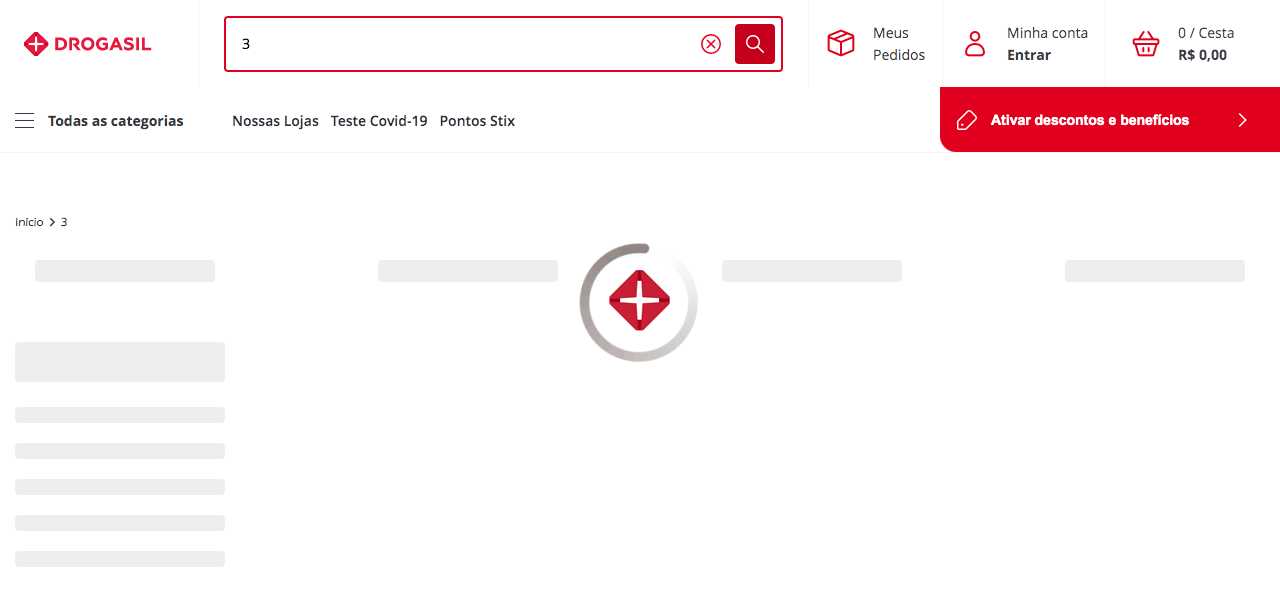 DROGASIL
3
Meus
Pedidos
Minha conta
Entrar
0 / Cesta
R$ 0,00
Todas as categorias
Nossas Lojas
Teste Covid-19
Pontos Stix
Ativar descontos e benefícios
Início > 3